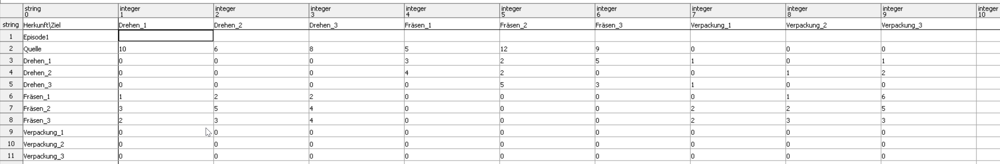 string integer integer integer integer integer integer integer integer integer integer
0 1 2 3 4 5 6 7 8 9 10
string Herkunft\Ziel Drehen_1 Drehen_2 Drehen_3 Fräsen_1 Fräsen_2 Fräsen_3 Verpackung_1 Verpackung_2 Verpackung_3
1 Episode1
2 Quelle 10 6 8 5 12 9 0 0 0
3 Drehen_1 0 0 0 3 2 5 1 0 1
4 Drehen_2 0 0 0 4 2 0 0 1 2
5 Drehen_3 0 0 0 0 5 3 1 0 0
6 Fräsen_1 1 2 2 0 0 0 0 1 6
7 Fräsen_2 3 5 4 0 0 0 2 2 5
8 Fräsen_3 2 3 4 0 0 0 2 3 3
9 Verpackung_1 0 0 0 0 0 0 0 0 0
10 Verpackung_2 0 0 0 0 0 0 0 0 0
11 Verpackung_3 0 0 0 0 0 0 0 0 0